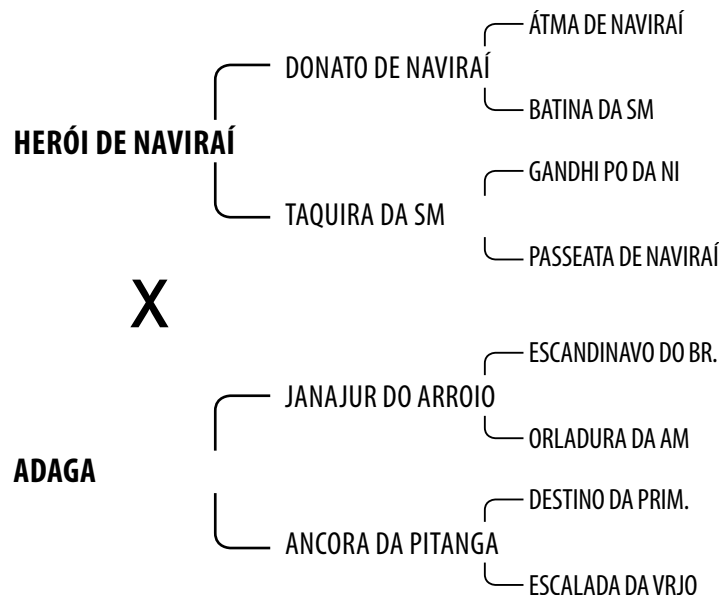 ÁTMA DE NAVIRAÍ
DONATO DE NAVIRAÍ
BATINA DA SM
HERÓI DE NAVIRAÍ
GANDHI PO DA NI
TAQUIRA DA SM
PASSEATA DE NAVIRAÍ
X
ESCANDINAVO DO BR.
JANAJUR DO ARROIO
ORLADURA DA AM
ADAGA
DESTINO DA PRIM.
ANCORA DA PITANGA
ESCALADA DA VRJO